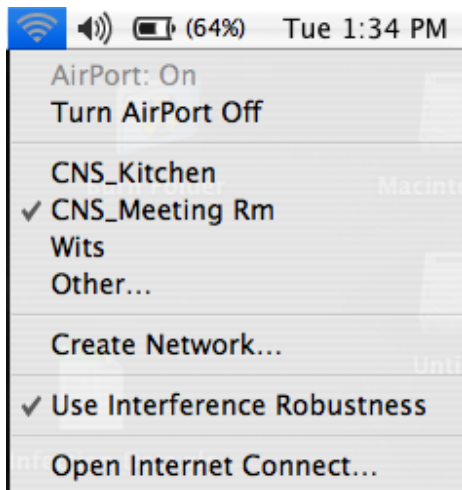 (64%) Tue 1:34 PM
AirPort: On
Turn AirPort Off
CNS_Kitchen
CNS_Meeting Rm
Wits
Other...
Create Network...
Use Interference Robustness
Open Internet Connect...